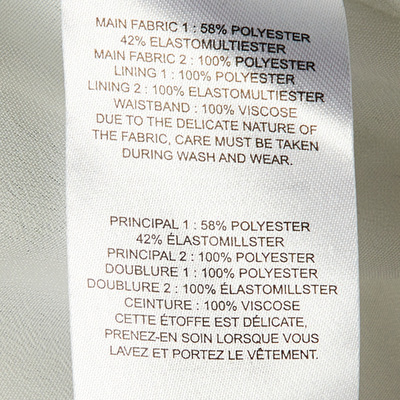 MAIN FABRIC 1 : 58% POLYESTER
42% ELASTOMULTIESTER
MAIN FABRIC 2 : 100% POLYESTER
LINING 1 : 100% POLYESTER
LINING 2 : 100% ELASTOMULTIESTER
WAISTBAND : 100% VISCOSE
DUE TO THE DELICATE NATURE OF
THE FABRIC, CARE MUST BE TAKEN
DURING WASH AND WEAR.
PRINCIPAL 1 : 58% POLYESTER
42% ÉLASTOMILLSTER
PRINCIPAL 2 : 100% POLYESTER
DOUBLURE 1 : 100% POLYESTER
DOUBLURE 2 : 100% ÉLASTOMILLSTER
CEINTURE : 100% VISCOSE
CETTE ÉTOFFE EST DÉLICATE,
PRENEZ-EN SOIN LORSQUE VOUS
LAVEZ ET PORTEZ LE VÊTEMENT.